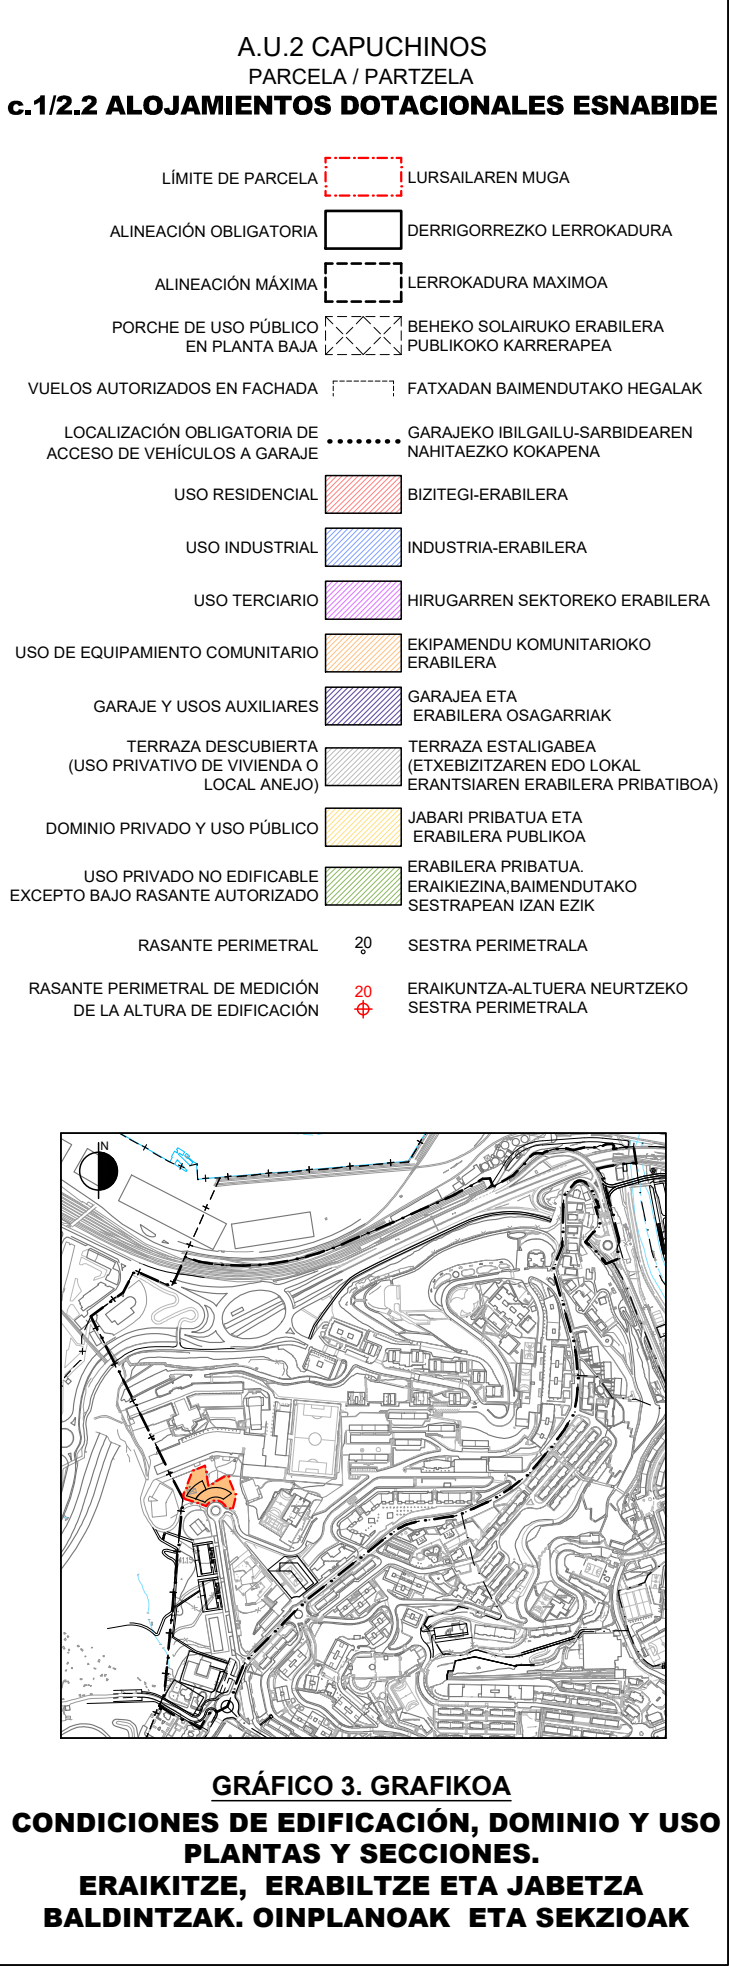 A.U.2 CAPUCHINOS
PARCELA / PARTZELA
c.1/2.2 ALOJAMIENTOS DOTACIONALES ESNABIDE
LÍMITE DE PARCELA
LURSAILAREN MUGA
ALINEACIÓN OBLIGATORIA
DERRIGORREZKO LERROKADURA
ALINEACIÓN MÁXIMA
LERROKADURA MAXIMOA
PORCHE DE USO PÚBLICO
EN PLANTA BAJA
BEHEKO SOLAIRUKO ERABILERA
PUBLIKOKO KARRERAPEA
VUELOS AUTORIZADOS EN FACHADA
FATXADAN BAIMENDUTAKO HEGALAK
LOCALIZACIÓN OBLIGATORIA DE
ACCESO DE VEHÍCULOS A GARAJE
GARAJEKO IBILGAILU-SARBIDEAREN
NAHITAEZKO KOKAPENA
USO RESIDENCIAL
BIZITEGI-ERABILERA
USO INDUSTRIAL
INDUSTRIA-ERABILERA
USO TERCIARIO
HIRUGARREN SEKTOREKO ERABILERA
USO DE EQUIPAMIENTO COMUNITARIO
EKIPAMENDU KOMUNITARIOKO
ERABILERA
GARAJE Y USOS AUXILIARES
GARAJEA ETA
ERABILERA OSAGARRIAK
TERRAZA DESCUBIERTA
(USO PRIVATIVO DE VIVIENDA O
LOCAL ANEJO)
TERRAZA ESTALIGABEA
(ETXEBIZITZAREN EDO LOKAL
ERANTSIAREN ERABILERA PRIBATIBOA)
DOMINIO PRIVADO Y USO PÚBLICO
JABARI PRIBATUA ETA
ERABILERA PUBLIKOA
USO PRIVADO NO EDIFICABLE
EXCEPTO BAJO RASANTE AUTORIZADO
ERABILERA PRIBATUA.
ERAIKIEZINA,BAIMENDUTAKO
SESTRAPEAN IZAN EZIK
RASANTE PERIMETRAL
20
SESTRA PERIMETRALA
RASANTE PERIMETRAL DE MEDICIÓN
DE LA ALTURA DE EDIFICACIÓN
20
ERAIKUNTZA-ALTUERA NEURTZEKO
SESTRA PERIMETRALA
N
GRÁFICO 3. GRAFIKOA
CONDICIONES DE EDIFICACIÓN, DOMINIO Y USO
PLANTAS Y SECCIONES.
ERAIKITZE, ERABILTZE ETA JABETZA
BALDINTZAK. OINPLANOAK ETA SEKZIOAK